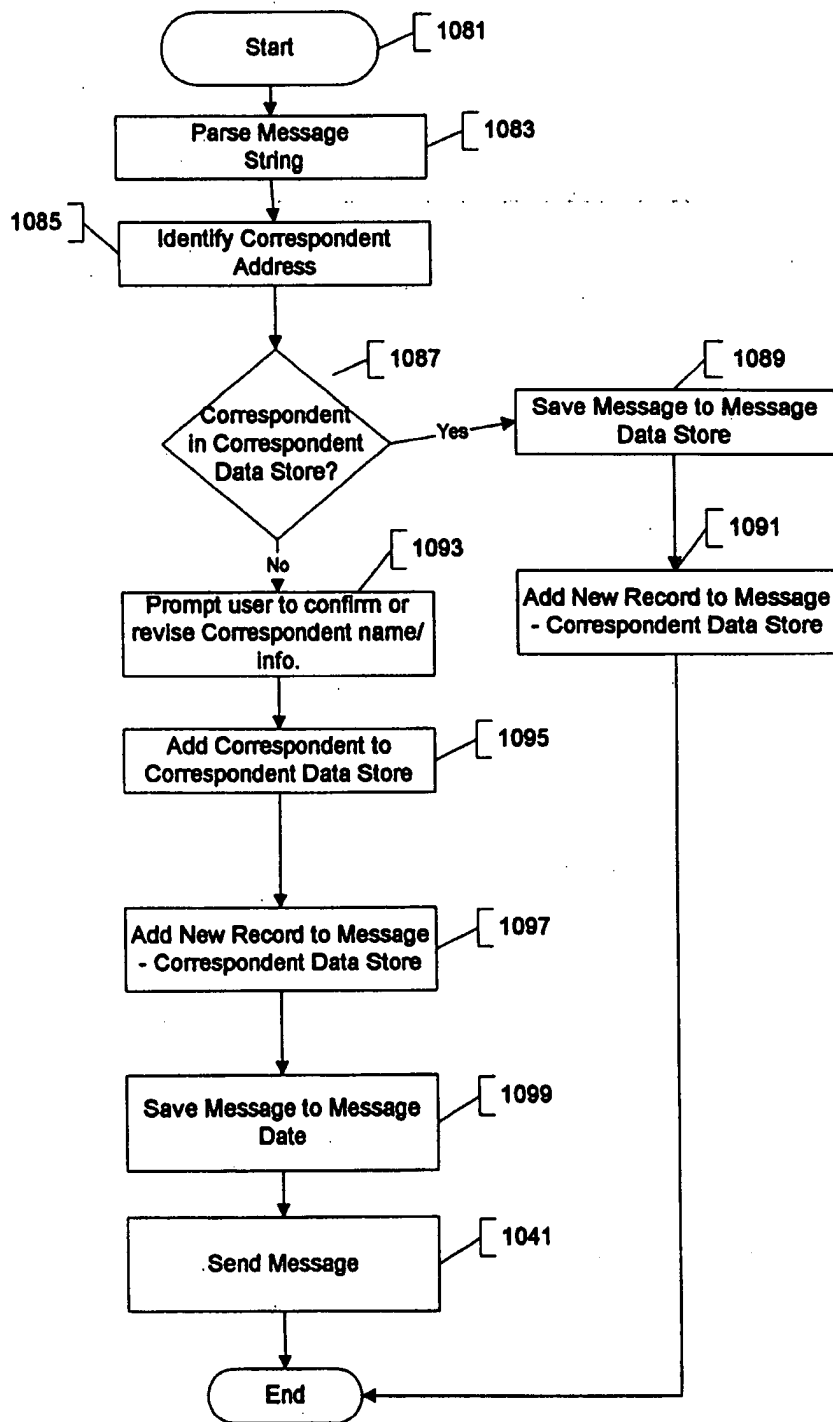 Start
1081
Parse Message
String
1083
1085
Identify Correspondent
Address
1087
Correspondent
in Correspondent
Data Store?
Yes
1089
Save Message to Message
Data Store
1091
Add New Record to Message
- Correspondent Data Store
No
1093
Prompt user to confirm or
revise Correspondent name/
info.
Add Correspondent to
Correspondent Data Store
1095
Add New Record to Message
- Correspondent Data Store
1097
Save Message to Message
Date
1099
Send Message
1041
End